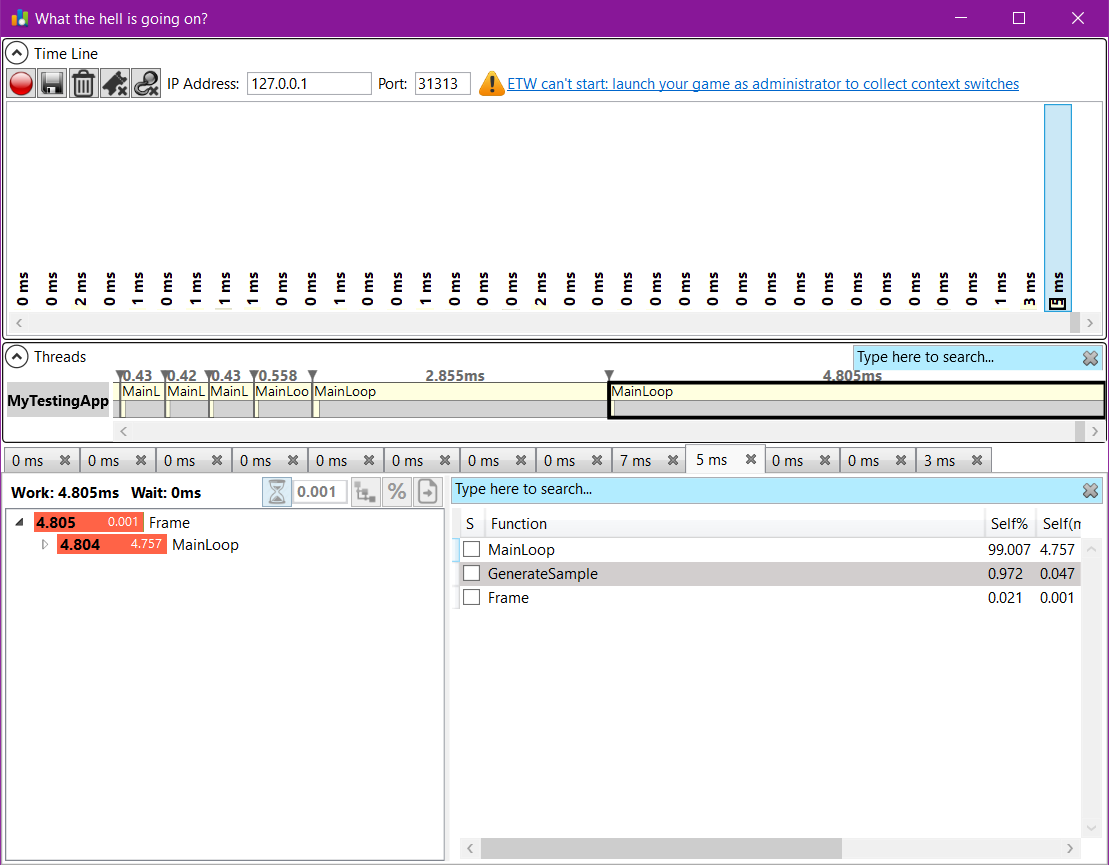 What the hell is going on?
Time Line
IP Address: 127.0.0.1 Port: 31313 ETW can't start: launch your game as administrator to collect context switches
0 ms 0 ms 2 ms 0 ms 1 ms 0 ms 1 ms 1 ms 1 ms 0 ms 0 ms 1 ms 0 ms 0 ms 1 ms 0 ms 0 ms 0 ms 2 ms 0 ms 0 ms 0 ms 0 ms 0 ms 0 ms 0 ms 0 ms 0 ms 0 ms 0 ms 0 ms 0 ms 0 ms 0 ms 1 ms 3 ms 5 ms
Threads Type here to search...
0.43 0.42 0.43 0.558 2.855ms 4.805ms
MainL MainL MainL MainLoo MainLoop MainLoop
MyTestingApp
0 ms 0 ms 0 ms 0 ms 0 ms 0 ms 0 ms 0 ms 7 ms 5 ms 0 ms 0 ms 3 ms
Work: 4.805ms Wait: 0ms 0.001 % Type here to search...
4.805 0.001 Frame
4.804 4.757 MainLoop
S Function Self% Self(m
MainLoop 99.007 4.757
GenerateSample 0.972 0.047
Frame 0.021 0.001